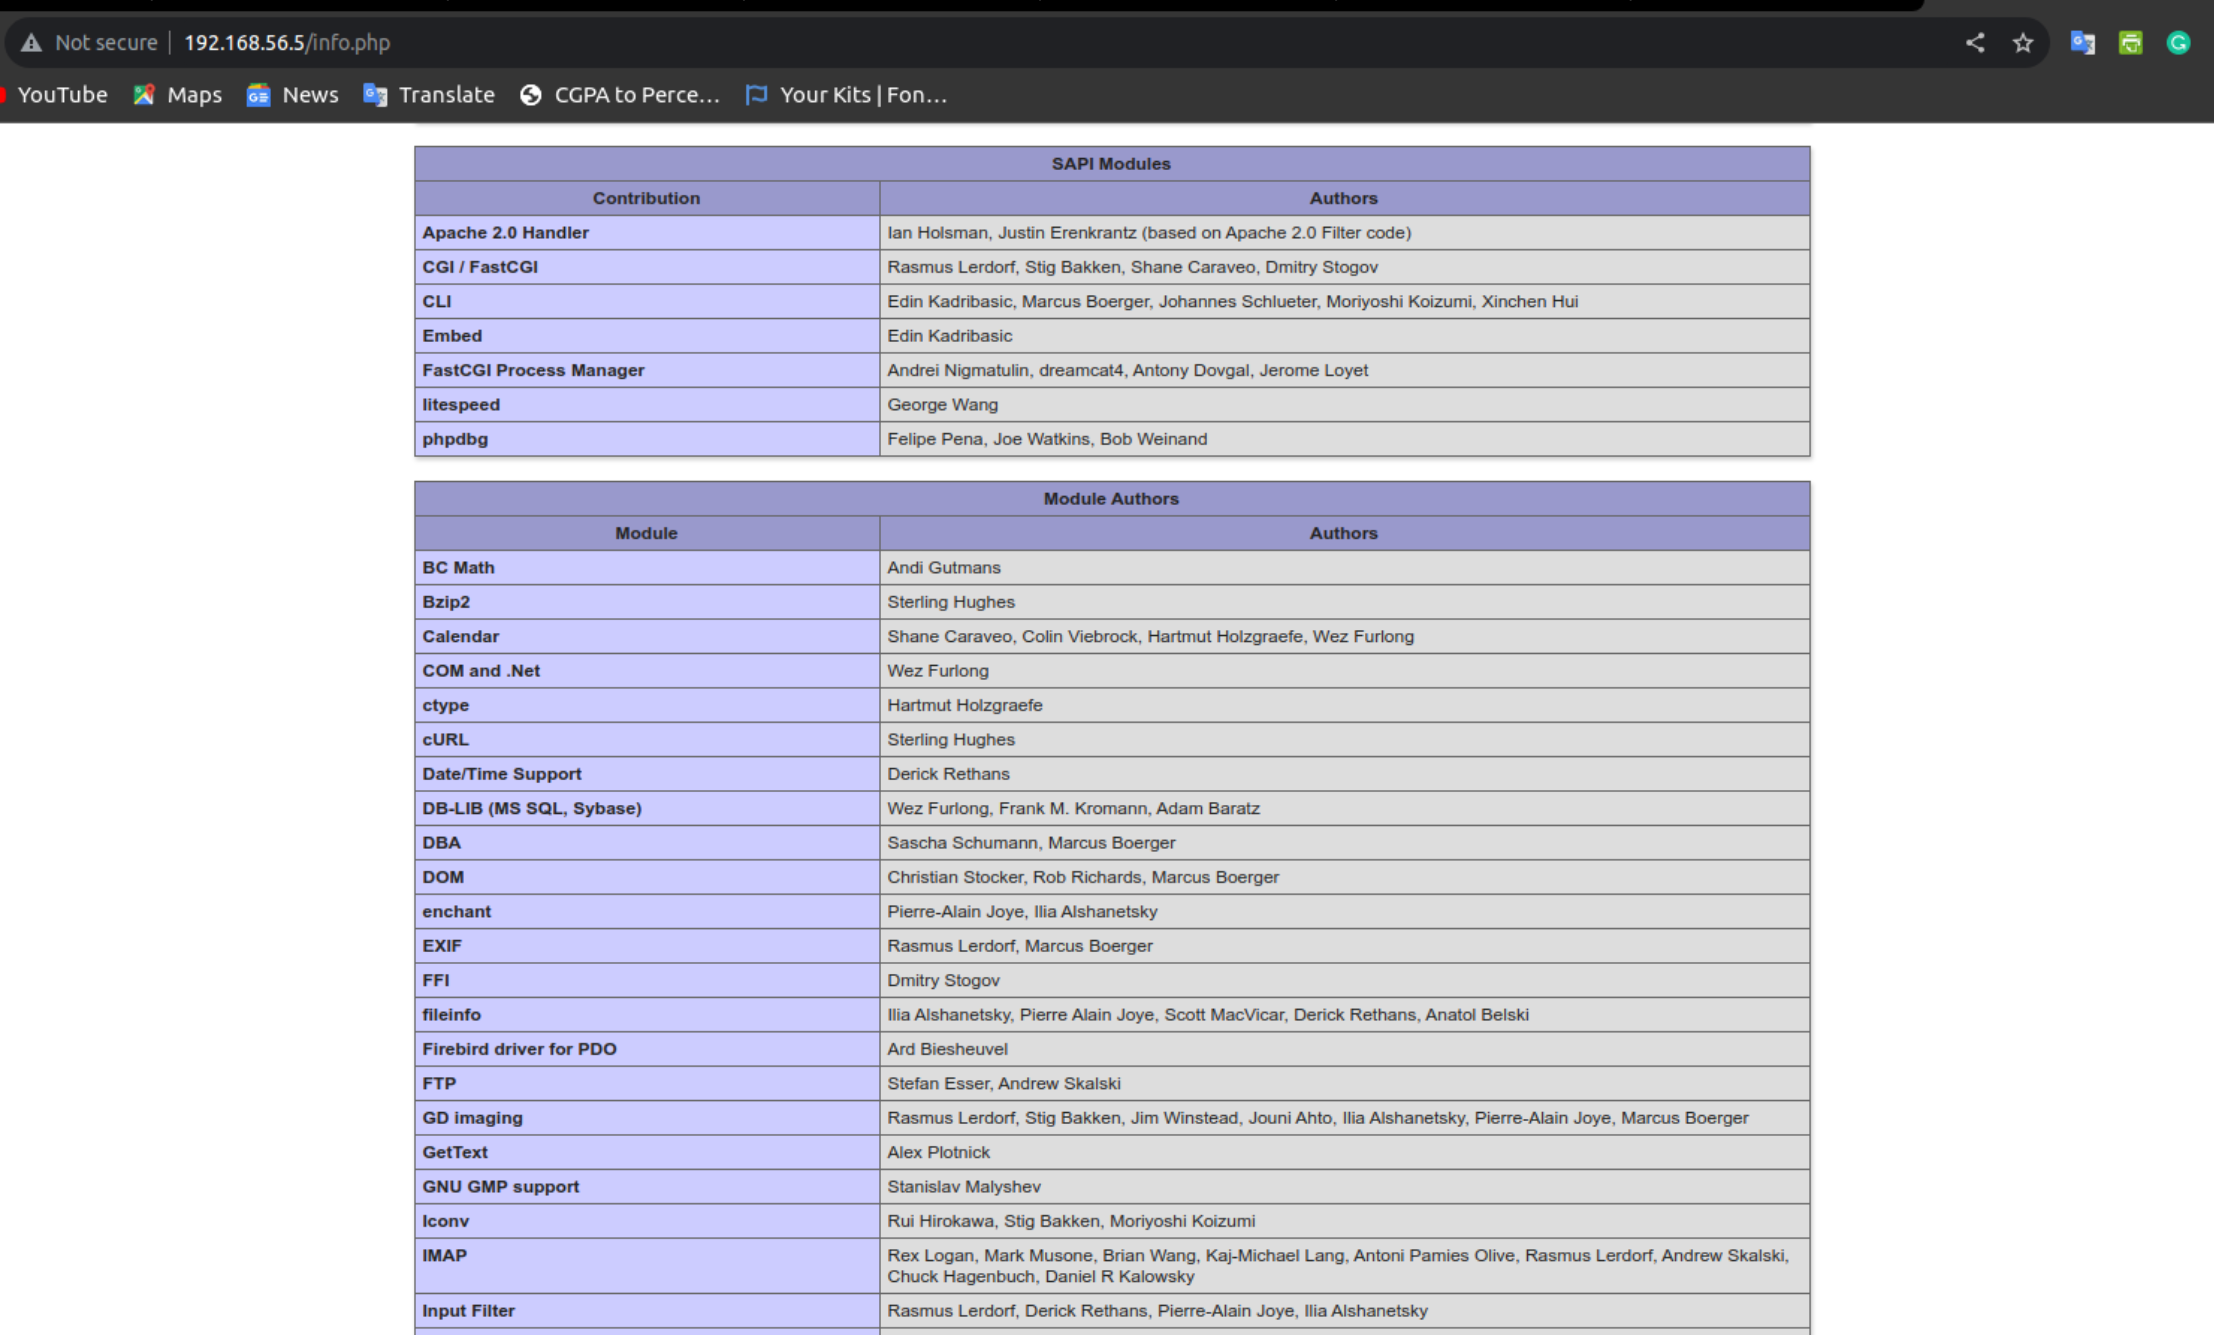 Not secure 192.168.56.5/info.php
YouTube Maps News Translate CGPA to Perce... Your Kits | Fon...
SAPI Modules
Contribution Authors
Apache 2.0 Handler Ian Holsman, Justin Erenkrantz (based on Apache 2.0 Filter code)
CGI / FastCGI Rasmus Lerdorf, Stig Bakken, Shane Caraveo, Dmitry Stogov
CLI Edin Kadribasic, Marcus Boerger, Johannes Schlueter, Moriyoshi Koizumi, Xinchen Hui
Embed Edin Kadribasic
FastCGI Process Manager Andrei Nigmatulin, dreamcat4, Antony Dovgal, Jerome Loyet
litespeed George Wang
phpdbg Felipe Pena, Joe Watkins, Bob Weinand
Module Authors
Module Authors
BC Math Andi Gutmans
Bzip2 Sterling Hughes
Calendar Shane Caraveo, Colin Viebrock, Hartmut Holzgraefe, Wez Furlong
COM and .Net Wez Furlong
ctype Hartmut Holzgraefe
cURL Sterling Hughes
Date/Time Support Derick Rethans
DB-LIB (MS SQL, Sybase) Wez Furlong, Frank M. Kromann, Adam Baratz
DBA Sascha Schumann, Marcus Boerger
DOM Christian Stocker, Rob Richards, Marcus Boerger
enchant Pierre-Alain Joye, Ilia Alshanetsky
EXIF Rasmus Lerdorf, Marcus Boerger
FFI Dmitry Stogov
fileinfo Ilia Alshanetsky, Pierre Alain Joye, Scott MacVicar, Derick Rethans, Anatol Belski
Firebird driver for PDO Ard Biesheuvel
FTP Stefan Esser, Andrew Skalski
GD imaging Rasmus Lerdorf, Stig Bakken, Jim Winstead, Jouni Ahto, Ilia Alshanetsky, Pierre-Alain Joye, Marcus Boerger
GetText Alex Plotnick
GNU GMP support Stanislav Malyshev
Iconv Rui Hirokawa, Stig Bakken, Moriyoshi Koizumi
IMAP Rex Logan, Mark Musone, Brian Wang, Kaj-Michael Lang, Antoni Pamies Olive, Rasmus Lerdorf, Andrew Skalski,
Chuck Hagenbuch, Daniel R Kalowsky
Input Filter Rasmus Lerdorf, Derick Rethans, Pierre-Alain Joye, Ilia Alshanetsky